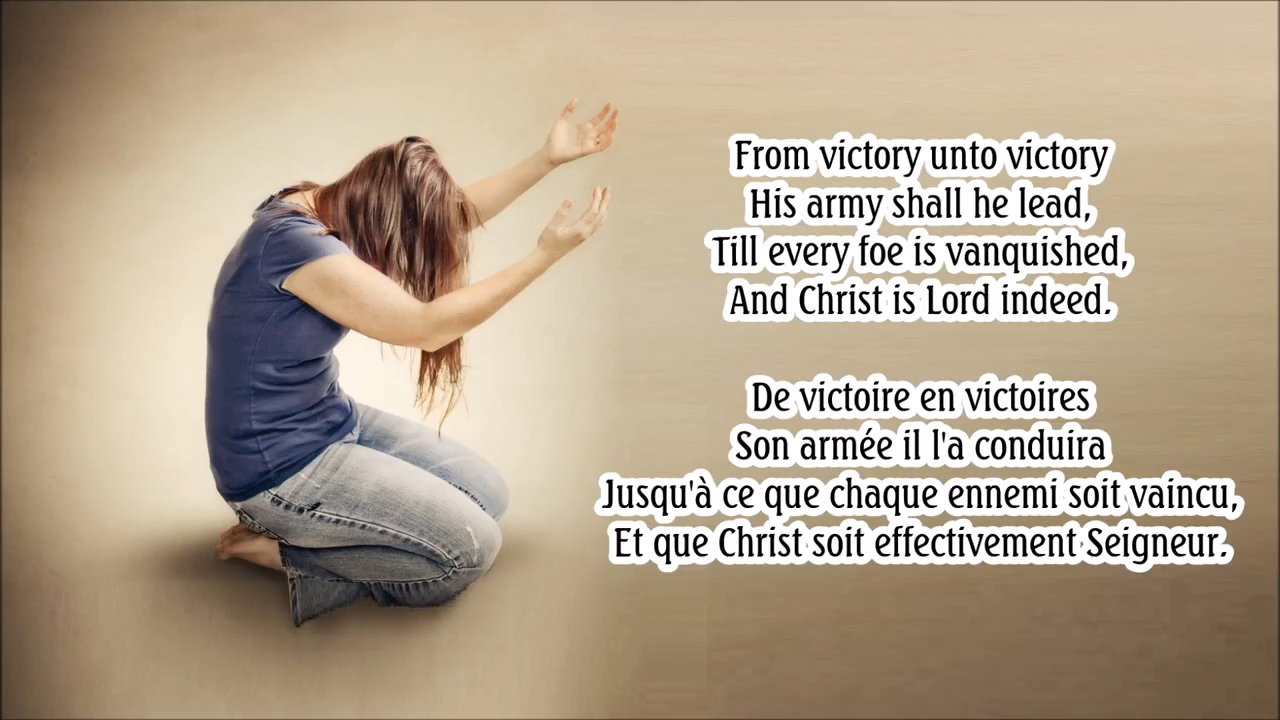 From victory unto victory
His army shall he lead,
Till every foe is vanquished,
And Christ is Lord indeed.
De victoire en victoires
Son armée il l'a conduira
Jusqu'à ce que chaque ennemi soit vaincu,
Et que Christ soit effectivement Seigneur.